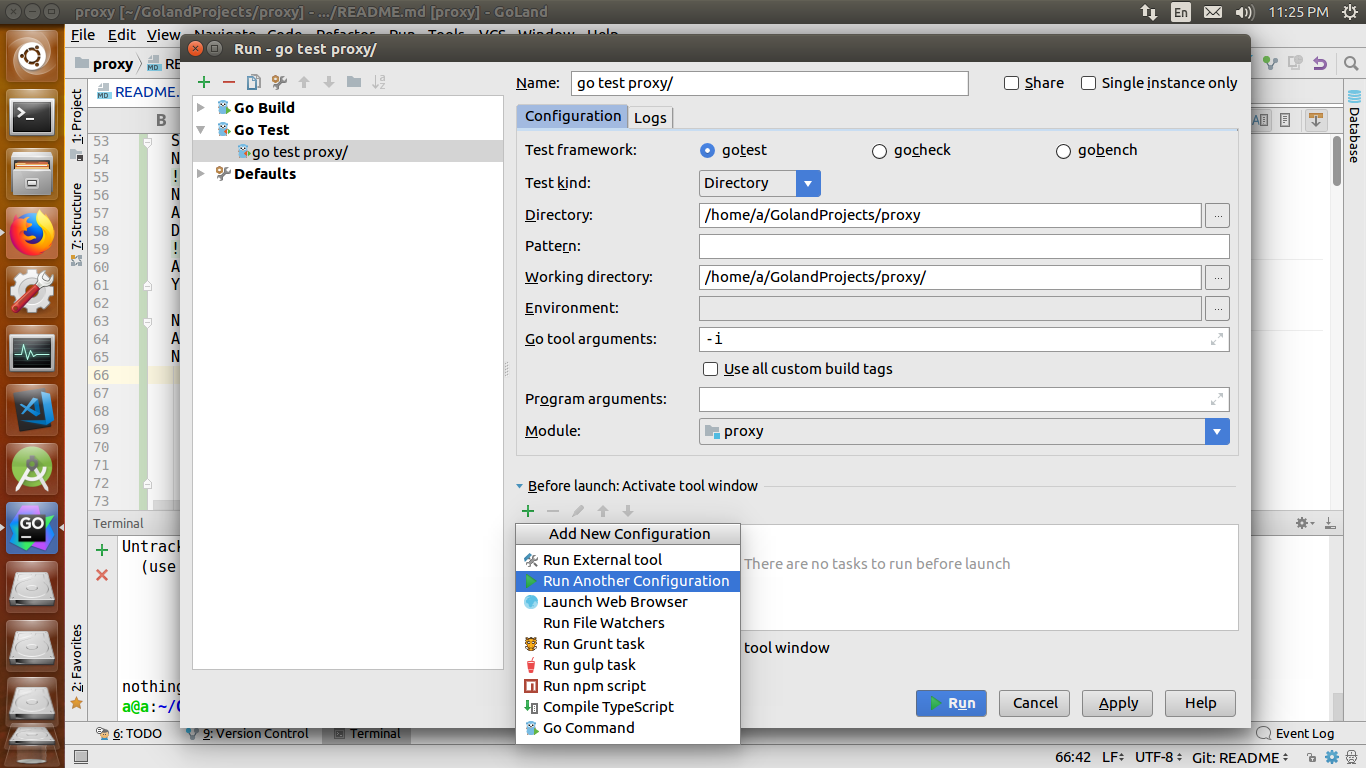 proxy [~/GolandProjects/proxy] - .../README.md [proxy] - GoLand
En
11:25 PM
File Edit View
Run - go test proxy/
proxy
README.
1: Project
7: Structure
2: Favorites
B
53 S
54 N
55 !
56 N
57 A
58 D
59 !
60 A
61 Y
62
63 N
64 A
65 N
66
67
68
69
70
71
72
73
Go Build
Go Test
go test proxy/
Defaults
Name: go test proxy/
Share
Single instance only
Configuration
Logs
Test framework: gotest gocheck gobench
Test kind: Directory
Directory: /home/a/GolandProjects/proxy ...
Pattern:
Working directory: /home/a/GolandProjects/proxy/ ...
Environment: ...
Go tool arguments: -i
Use all custom build tags
Program arguments:
Module: proxy
Before launch: Activate tool window
Add New Configuration
Run External tool
Run Another Configuration
Launch Web Browser
Run File Watchers
Run Grunt task
Run gulp task
Run npm script
Compile TypeScript
Go Command
There are no tasks to run before launch
tool window
Run
Cancel
Apply
Help
Database
Terminal
Untrack
(use
nothing
a@a:~/
6: TODO
9: Version Control
Terminal
Event Log
66:42 LF UTF-8 Git: README
GO